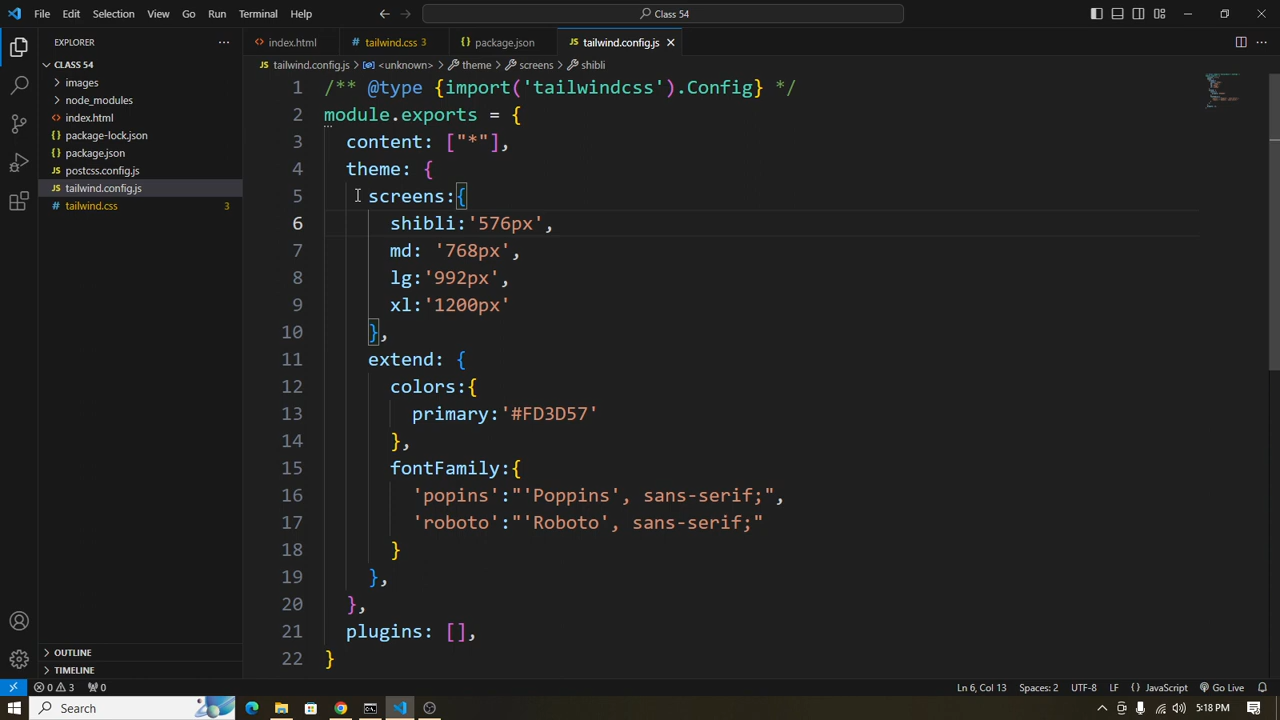 File Edit Selection View Go Run Terminal Help
Class 54
EXPLORER
index.html
tailwind.css 3
package.json
tailwind.config.js
CLASS 54
tailwind.config.js > <unknown> > theme > screens > shibli
images
node_modules
index.html
package-lock.json
package.json
postcss.config.js
tailwind.config.js
tailwind.css 3
1 /** @type {import('tailwindcss').Config} */
2 module.exports = {
3 content: ["*"],
4 theme: {
5 screens:{
6 shibli:'576px',
7 md: '768px',
8 lg:'992px',
9 xl:'1200px'
10 },
11 extend: {
12 colors:{
13 primary:'#FD3D57'
14 },
15 fontFamily:{
16 'popins':"'Poppins', sans-serif;",
17 'roboto':"'Roboto', sans-serif;"
18 }
19 },
20 },
21 plugins: [],
22 }
OUTLINE
TIMELINE
0 3 0
Ln 6, Col 13 Spaces: 2 UTF-8 LF {} JavaScript Go Live
Search
5:18 PM